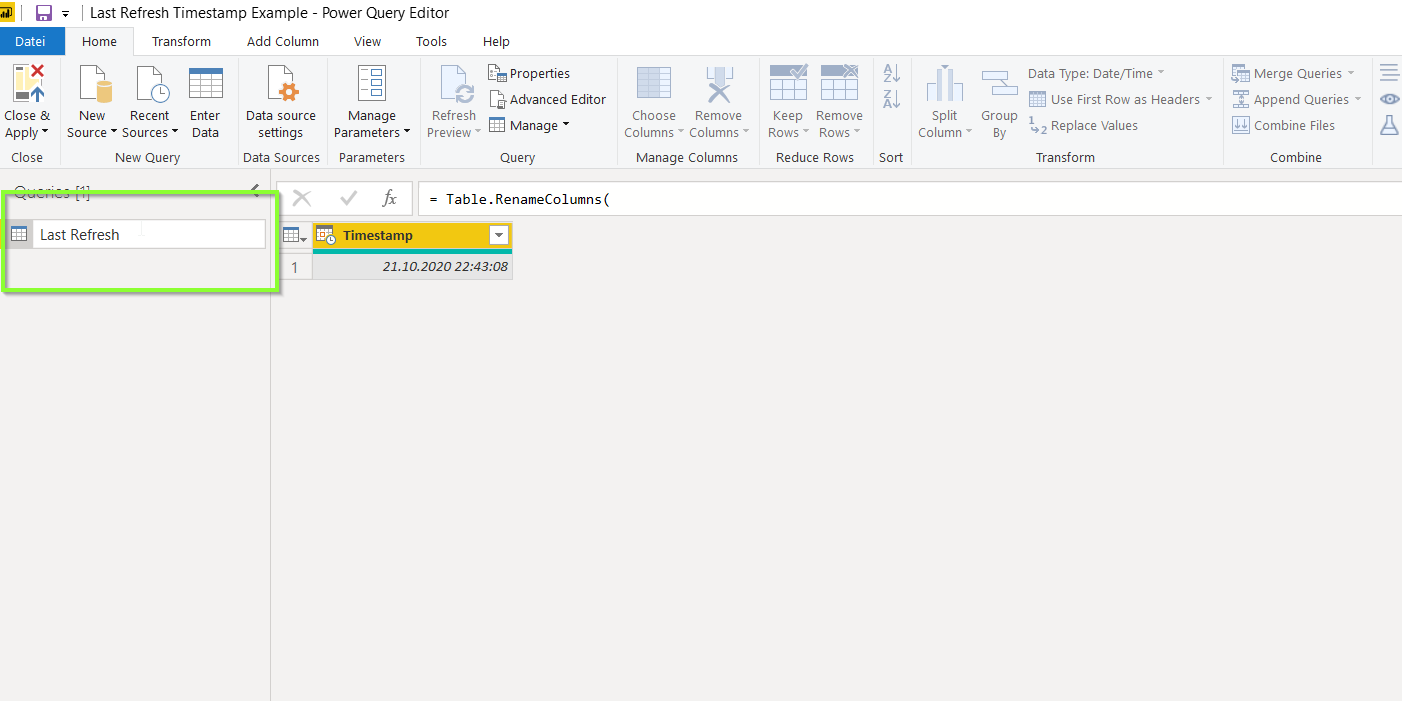 Last Refresh Timestamp Example - Power Query Editor
Datei Home Transform Add Column View Tools Help
Close & Apply
New Source
Recent Sources
Enter Data
Data source settings
Manage Parameters
Refresh Preview
Properties
Advanced Editor
Manage
Choose Columns
Remove Columns
Keep Rows
Remove Rows
A Z
Z A
Split Column
Group By
Data Type: Date/Time
Use First Row as Headers
1 2 Replace Values
Merge Queries
Append Queries
Combine Files
Close New Query Data Sources Parameters Query Manage Columns Reduce Rows Sort Transform Combine
Queries [1]
fx = Table.RenameColumns(
Last Refresh
Timestamp
1 21.10.2020 22:43:08